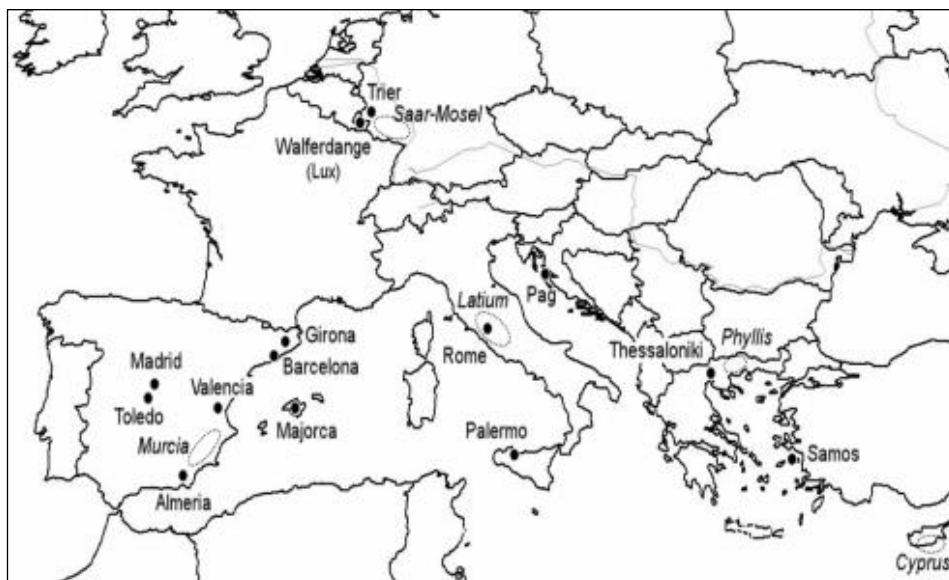 Trier
Saar-Mosel
Walferdange
(Lux)
Pag
Latium
Rome
Girona
Barcelona
Madrid
Valencia
Toledo
Majorca
Murcia
Almeria
Palermo
Thessaloniki
Phyllis
Samos
Cyprus